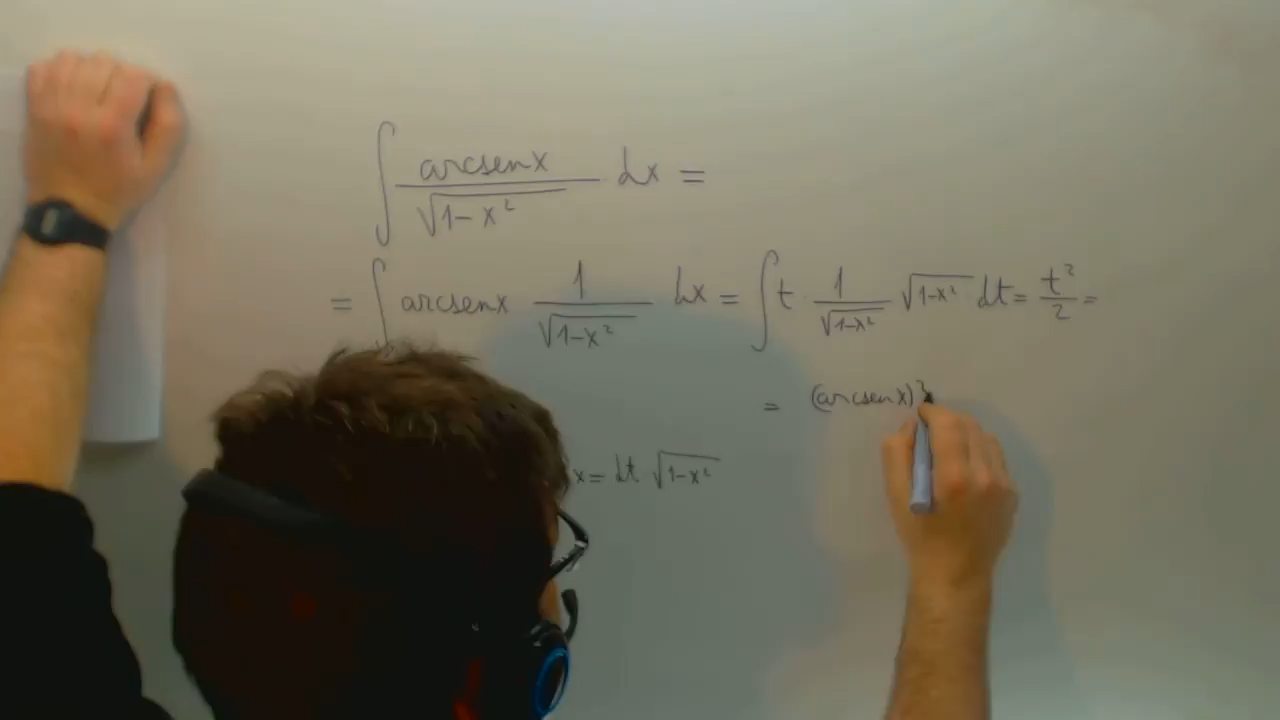 ∫ arcsenx / √(1-x²) dx =
= ∫ arcsenx 1/√(1-x²) dx = ∫ t 1/√(1-x²) √(1-x²) dt = t²/2 =
= (arcsenx)²
x = dt √(1-x²)